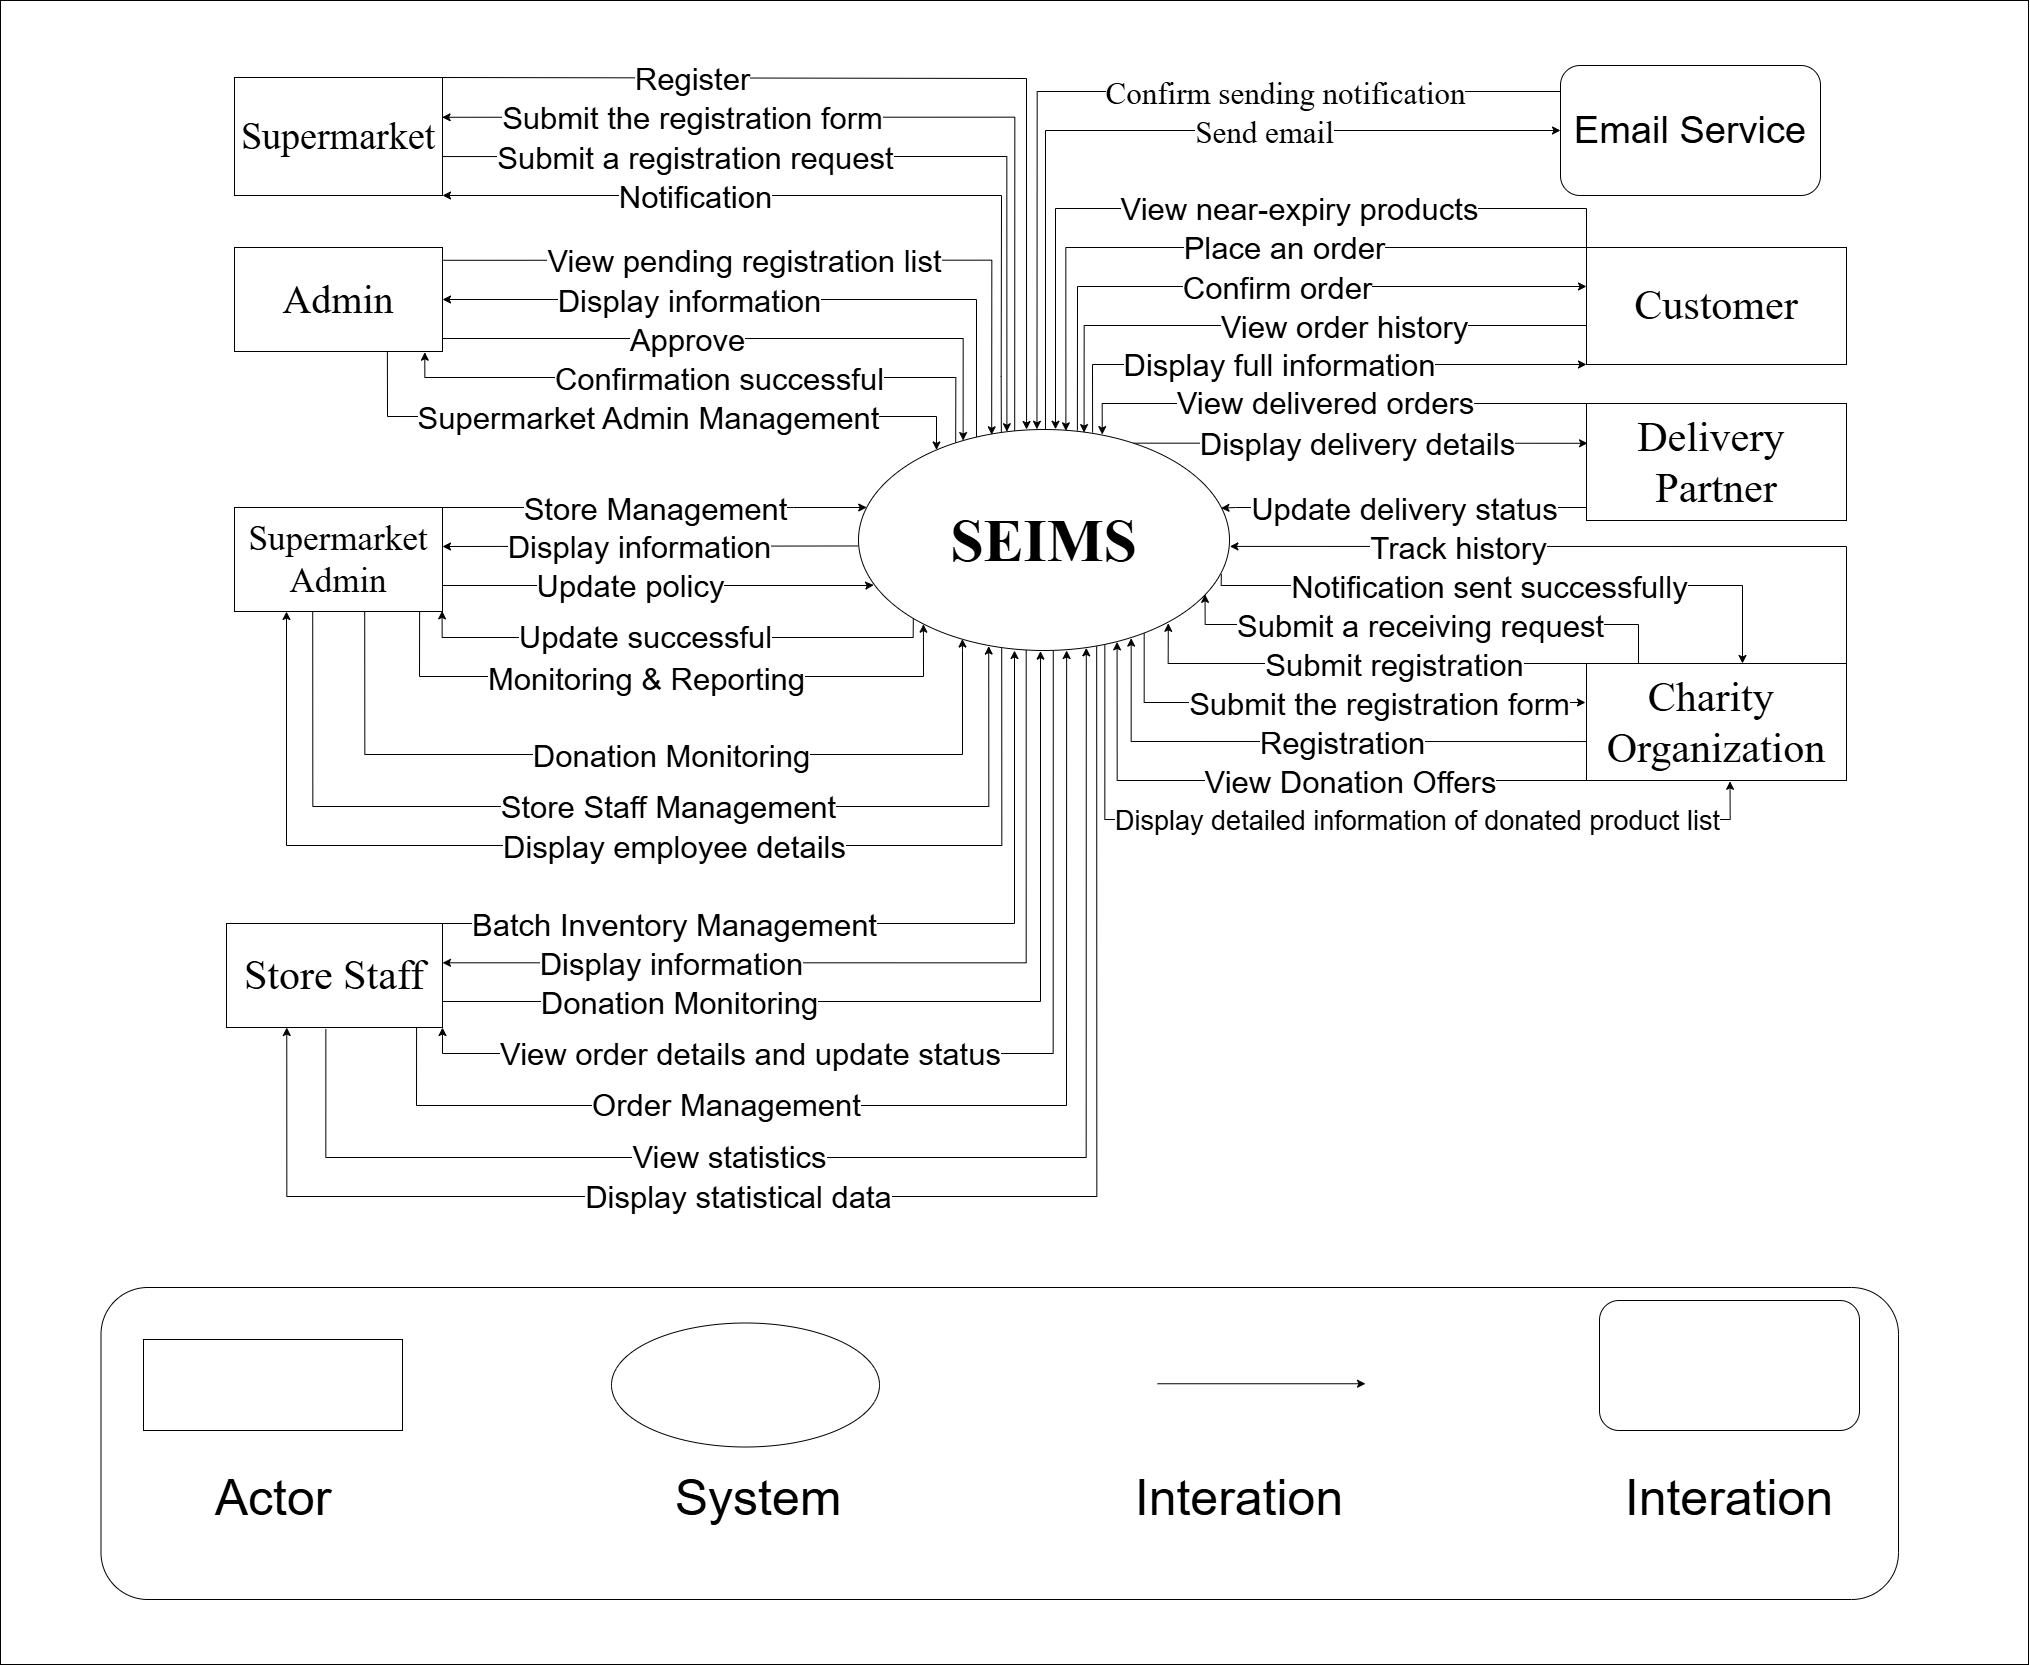 Register
Supermarket
Submit the registration form
Submit a registration request
Notification
Confirm sending notification
Send email
Email Service
View near-expiry products
Place an order
Confirm order
View order history
Display full information
Customer
View pending registration list
Admin
Display information
Approve
Confirmation successful
Supermarket Admin Management
View delivered orders
Display delivery details
Update delivery status
Delivery
Partner
SEIMS
Store Management
Supermarket
Admin
Display information
Update policy
Update successful
Monitoring & Reporting
Donation Monitoring
Store Staff Management
Display employee details
Track history
Notification sent successfully
Submit a receiving request
Submit registration
Submit the registration form
Registration
View Donation Offers
Display detailed information of donated product list
Charity
Organization
Batch Inventory Management
Store Staff
Display information
Donation Monitoring
View order details and update status
Order Management
View statistics
Display statistical data
Actor
System
Interation
Interation